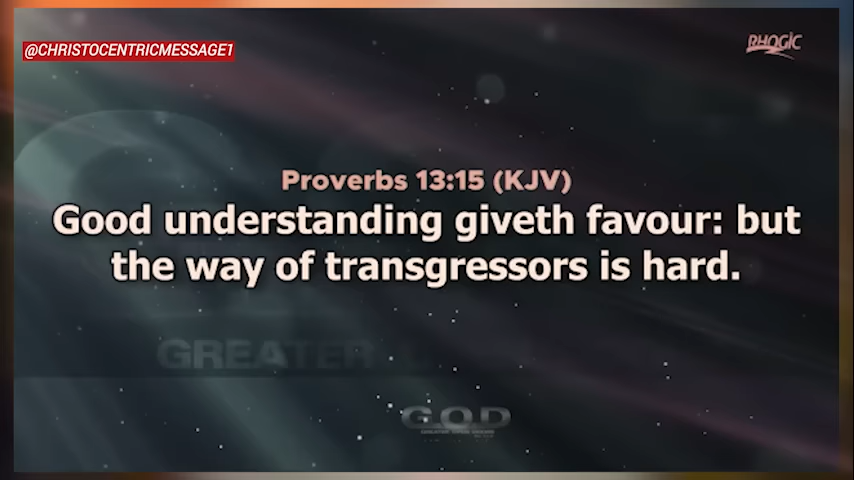 @CHRISTOCENTRICMESSAGE1
RHOGIC
Proverbs 13:15 (KJV)
Good understanding giveth favour: but
the way of transgressors is hard.
GREATER
G.O.D